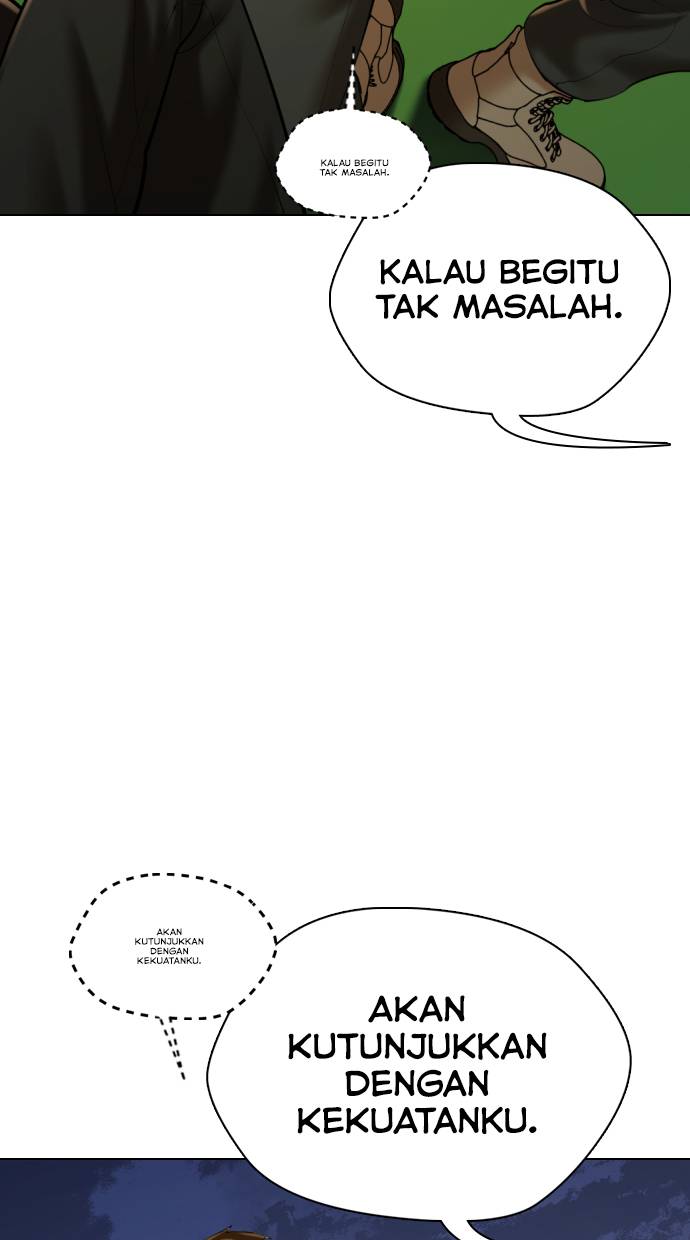 KALAU BEGITU
TAK MASALAH.
KALAU BEGITU
TAK MASALAH.
AKAN
KUTUNJUKKAN
DENGAN
KEKUATANKU.
AKAN
KUTUNJUKKAN
DENGAN
KEKUATANKU.